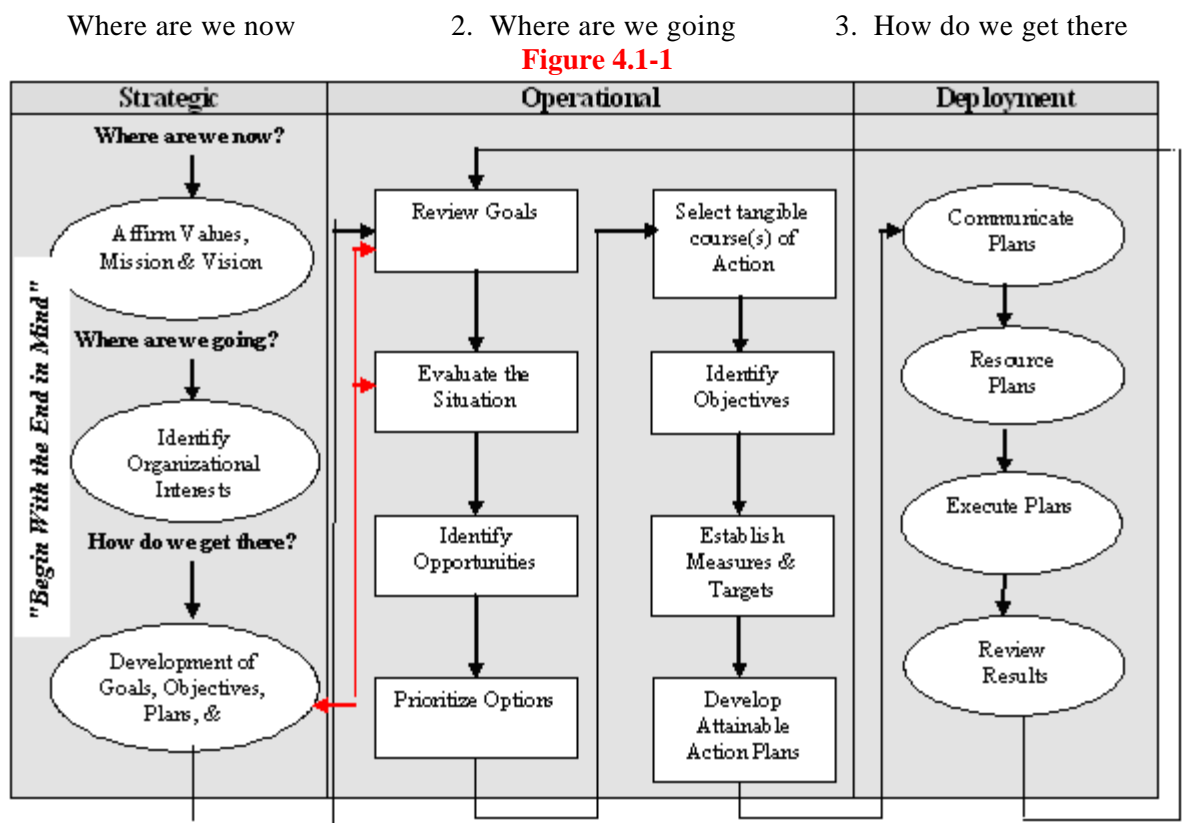 Where are we now 2. Where are we going 3. How do we get there
Figure 4.1-1
Strategic Operational Deployment
Where are we now?
Affirm Values,
Mission & Vision
Where are we going?
Identify
Organizational
Interests
How do we get there?
Development of
Goals, Objectives,
Plans, &
"Begin With the End in Mind"
Review Goals
Evaluate the
Situation
Identify
Opportunities
Prioritize Options
Select tangible
course(s) of
Action
Identify
Objectives
Establish
Measures &
Targets
Develop
Attainable
Action Plans
Communicate
Plans
Resource
Plans
Execute Plans
Review
Results